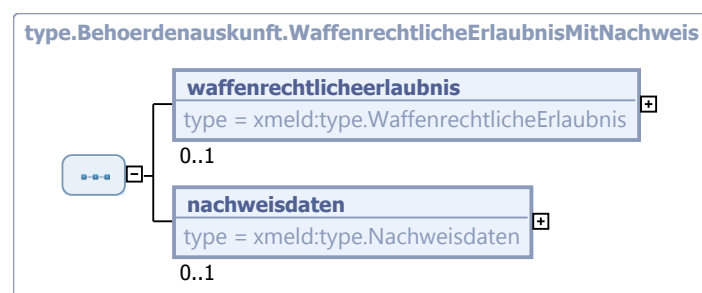 type.Behoerdenauskunft.WaffenrechtlicheErlaubnisMitNachweis
waffenrechtlicheerlaubnis
type = xmeld:type.WaffenrechtlicheErlaubnis
0..1
nachweisdaten
type = xmeld:type.Nachweisdaten
0..1